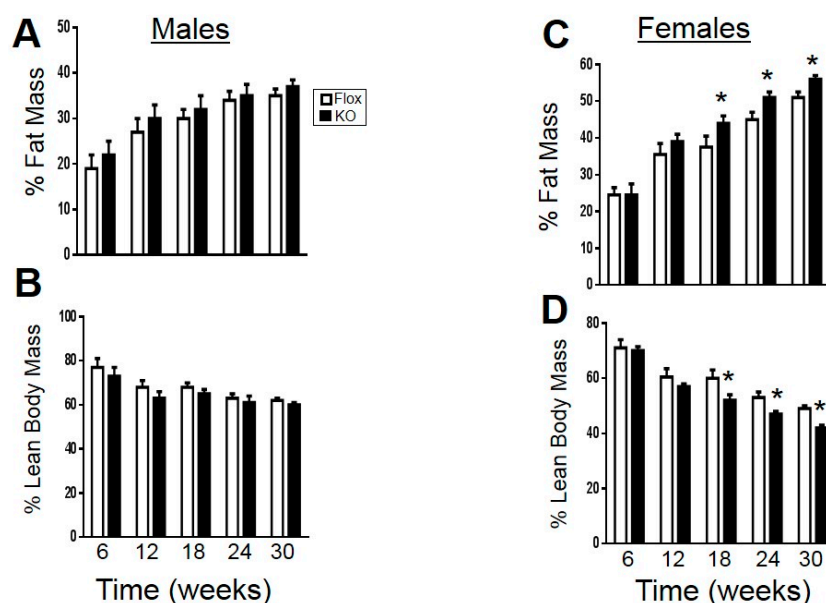 A
Males
% Fat Mass
50
40
30
20
10
0
Flox
KO
B
% Lean Body Mass
100
80
60
40
20
0
6 12 18 24 30
Time (weeks)
C
Females
% Fat Mass
60
50
40
30
20
10
0
* * *
D
% Lean Body Mass
80
60
40
20
0
* * *
6 12 18 24 30
Time (weeks)